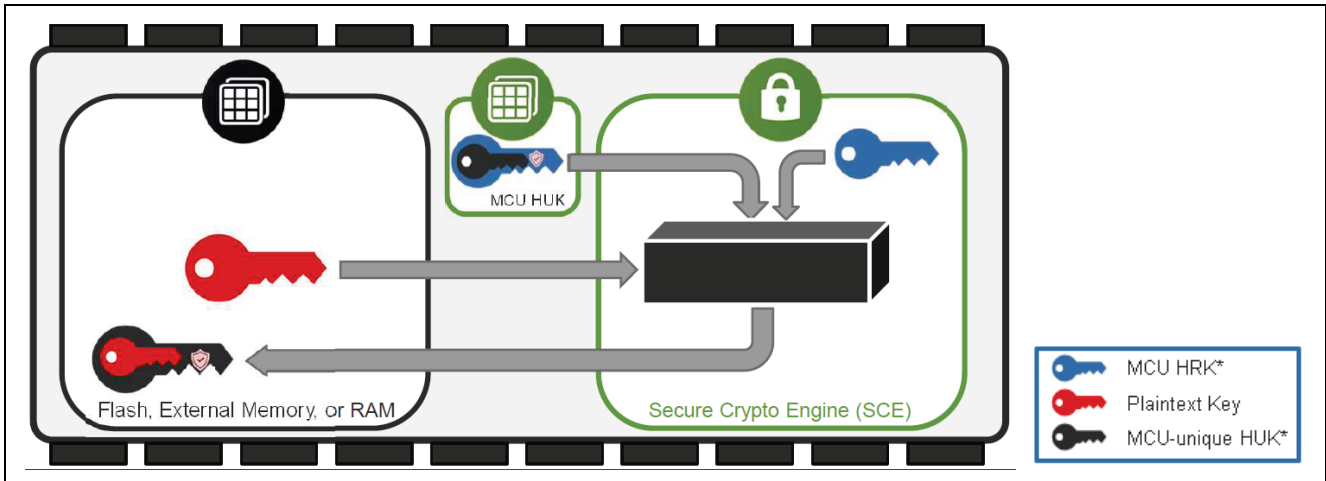 MCU HUK
Flash, External Memory, or RAM
Secure Crypto Engine (SCE)
MCU HRK*
Plaintext Key
MCU-unique HUK*